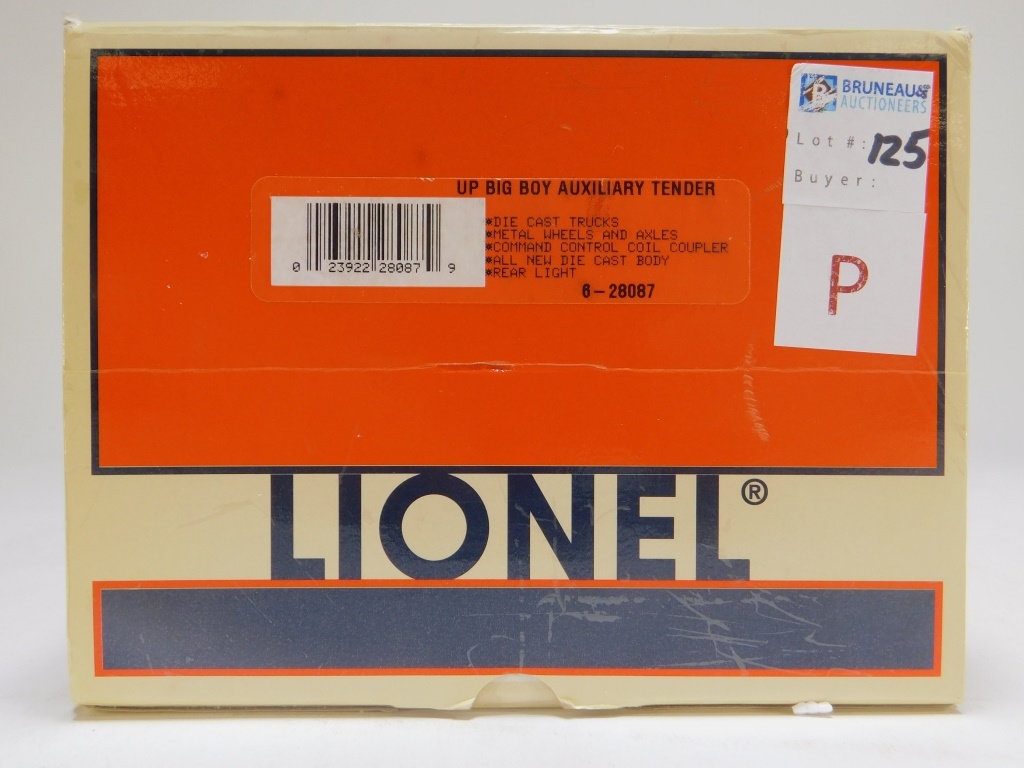 BRUNEAU&
AUCTIONEERS
Lot #: 125
Buyer:
P
UP BIG BOY AUXILIARY TENDER
*DIE CAST TRUCKS
*METAL WHEELS AND AXLES
*COMMAND CONTROL COIL COUPLER
*ALL NEW DIE CAST BODY
*REAR LIGHT
0 23922 28087 9
6-28087
LIONEL®